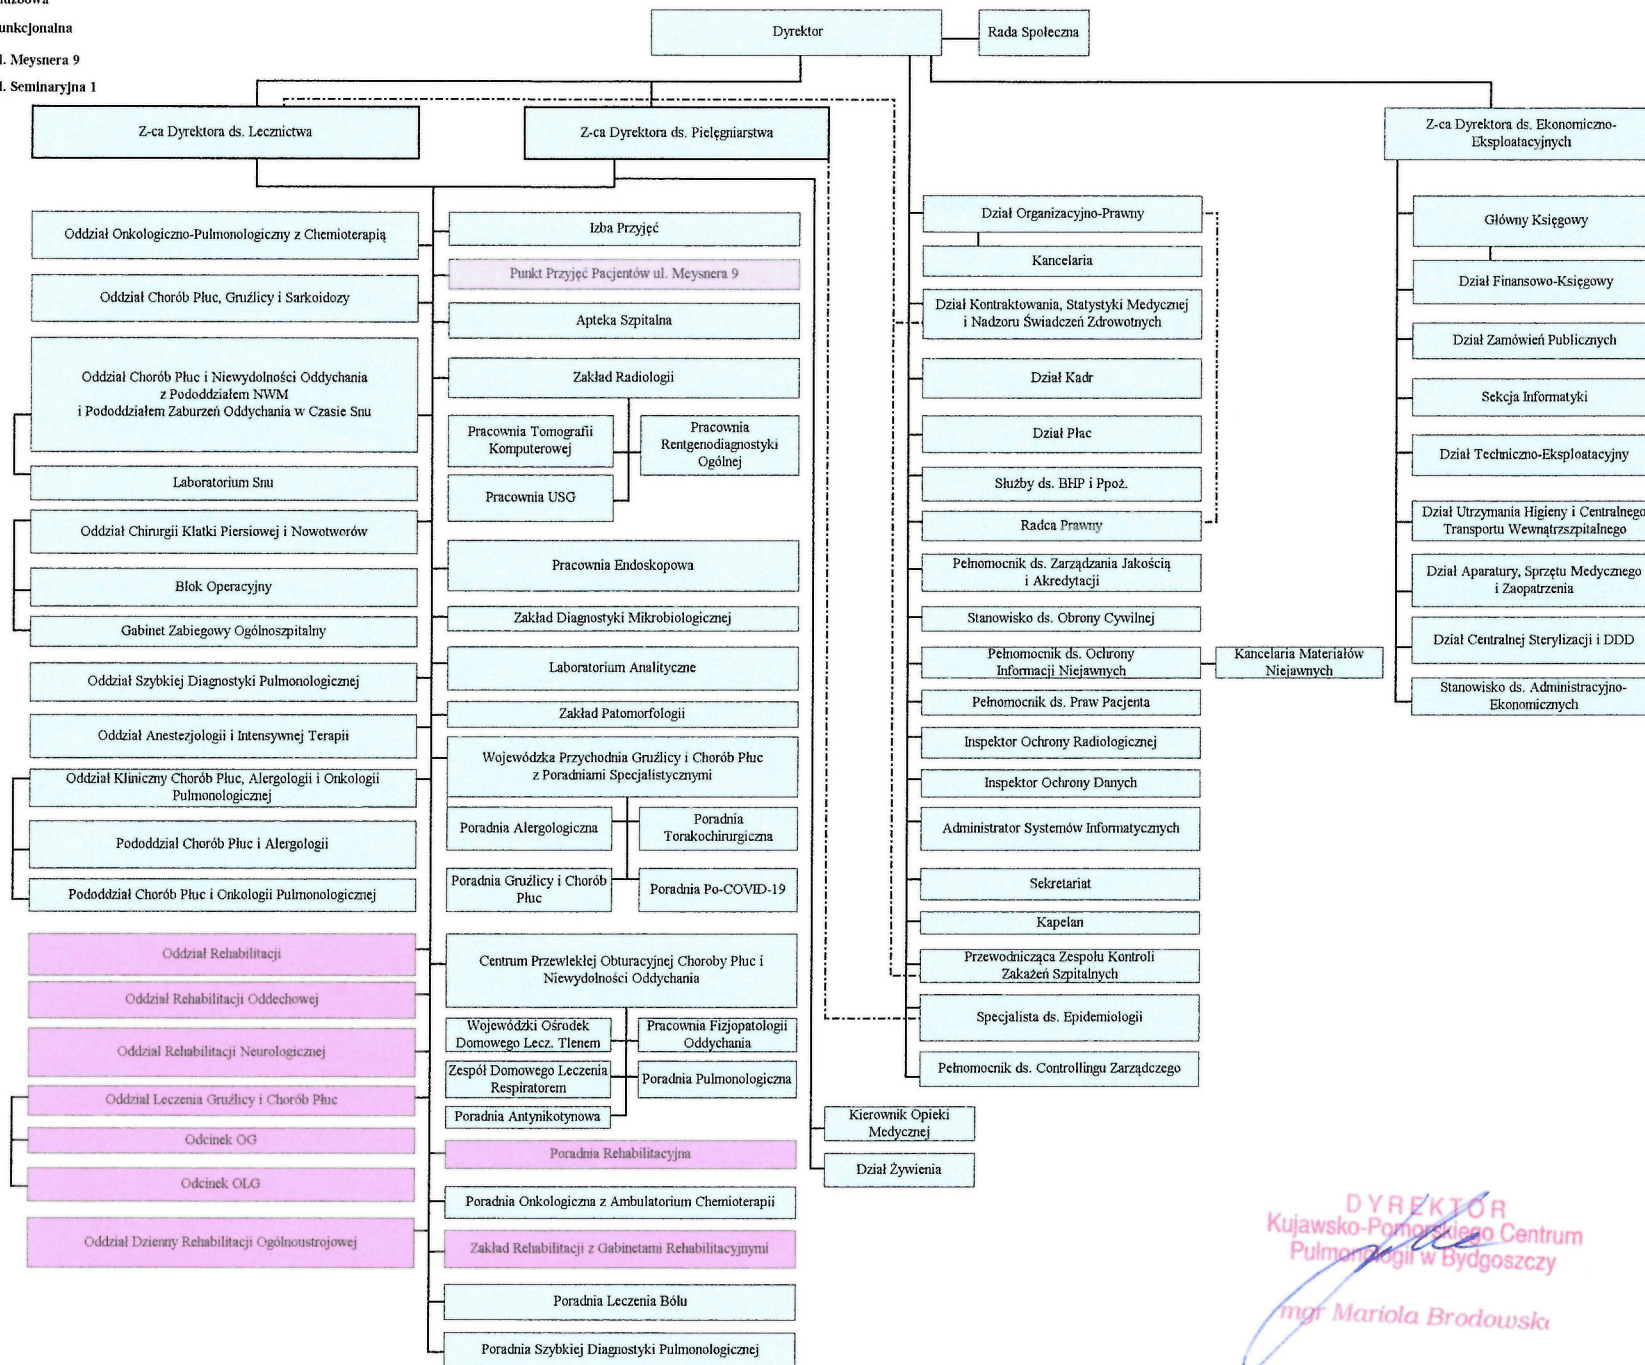 unkcjonalna
l. Meysnera 9
l. Seminaryjna 1
Dyrektor
Rada Społeczna
Z-ca Dyrektora ds. Lecznictwa
Z-ca Dyrektora ds. Pielęgniarstwa
Z-ca Dyrektora ds. Ekonomiczno-
Eksploatacyjnych
Oddział Onkologiczno-Pulmonologiczny z Chemioterapią
Oddział Chorób Płuc, Gruźlicy i Sarkoidozy
Oddział Chorób Płuc i Niewydolności Oddychania
z Pododdziałem NWM
i Pododdziałem Zaburzeń Oddychania w Czasie Snu
Laboratorium Snu
Oddział Chirurgii Klatki Piersiowej i Nowotworów
Blok Operacyjny
Gabinet Zabiegowy Ogólnoszpitalny
Oddział Szybkiej Diagnostyki Pulmonologicznej
Oddział Anestezjologii i Intensywnej Terapii
Oddział Kliniczny Chorób Płuc, Alergologii i Onkologii
Pulmonologicznej
Pododdział Chorób Płuc i Alergologii
Pododdział Chorób Płuc i Onkologii Pulmonologicznej
Oddział Rehabilitacji
Oddział Rehabilitacji Oddechowej
Oddział Rehabilitacji Neurologicznej
Oddział Leczenia Gruźlicy i Chorób Płuc
Odcinek OG
Odcinek OLG
Oddział Dzienny Rehabilitacji Ogólnoustrojowej
Izba Przyjęć
Punkt Przyjęć Pacjentów ul. Meysnera 9
Apteka Szpitalna
Zakład Radiologii
Pracownia Tomografii
Komputerowej
Pracownia
Rentgenodiagnostyki
Ogólnej
Pracownia USG
Pracownia Endoskopowa
Zakład Diagnostyki Mikrobiologicznej
Laboratorium Analityczne
Zakład Patomorfologii
Wojewódzka Przychodnia Gruźlicy i Chorób Płuc
z Poradniami Specjalistycznymi
Poradnia Alergologiczna
Poradnia
Torakochirurgiczna
Poradnia Gruźlicy i Chorób
Płuc
Poradnia Po-COVID-19
Centrum Przewlekłej Obturacyjnej Choroby Płuc i
Niewydolności Oddychania
Wojewódzki Ośrodek
Domowego Lecz. Tlenem
Pracownia Fizjopatologii
Oddychania
Zespół Domowego Leczenia
Respiratorem
Poradnia Pulmonologiczna
Poradnia Antynikotynowa
Poradnia Rehabilitacyjna
Poradnia Onkologiczna z Ambulatorium Chemioterapii
Zakład Rehabilitacji z Gabinetami Rehabilitacyjnymi
Poradnia Leczenia Bólu
Poradnia Szybkiej Diagnostyki Pulmonologicznej
Kierownik Opieki
Medycznej
Dział Żywienia
Dział Organizacyjno-Prawny
Kancelaria
Dział Kontraktowania, Statystyki Medycznej
i Nadzoru Świadczeń Zdrowotnych
Dział Kadr
Dział Płac
Służby ds. BHP i Ppoż.
Radca Prawny
Pełnomocnik ds. Zarządzania Jakością
i Akredytacji
Stanowisko ds. Obrony Cywilnej
Pełnomocnik ds. Ochrony
Informacji Niejawnych
Kancelaria Materiałów
Niejawnych
Pełnomocnik ds. Praw Pacjenta
Inspektor Ochrony Radiologicznej
Inspektor Ochrony Danych
Administrator Systemów Informatycznych
Sekretariat
Kapelan
Przewodnicząca Zespołu Kontroli
Zakażeń Szpitalnych
Specjalista ds. Epidemiologii
Pełnomocnik ds. Controllingu Zarządczego
Główny Księgowy
Dział Finansowo-Księgowy
Dział Zamówień Publicznych
Sekcja Informatyki
Dział Techniczno-Eksploatacyjny
Dział Utrzymania Higieny i Centralnego
Transportu Wewnątrzszpitalnego
Dział Aparatury, Sprzętu Medycznego
i Zaopatrzenia
Dział Centralnej Sterylizacji i DDD
Stanowisko ds. Administracyjno-
Ekonomicznych
DYREKTOR
Kujawsko-Pomorskiego Centrum
Pulmonologii w Bydgoszczy
mgr Mariola Brodowska